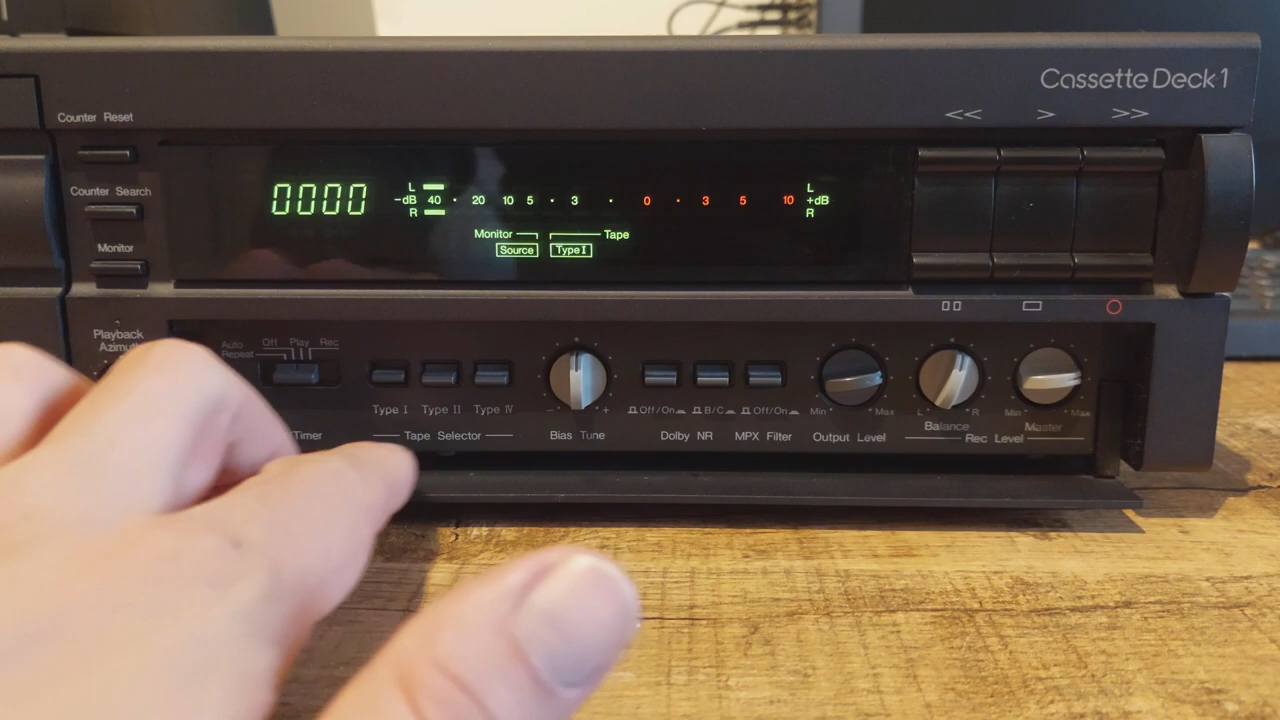 Cassette Deck 1
<< > >>
Counter Reset
Counter Search
Monitor
0000
L
-dB 40 · 20 10 5 · 3 · 0 · 3 5 10 +dB
R
L
R
Monitor Tape
Source Type I
Playback
Azimuth
Auto
Repeat
Off Play Rec
Timer
Type I Type II Type IV
Tape Selector
- +
Bias Tune
Off/On B/C Off/On
Dolby NR MPX Filter
Min Max
Output Level
L R
Balance
Min Max
Master
Rec Level